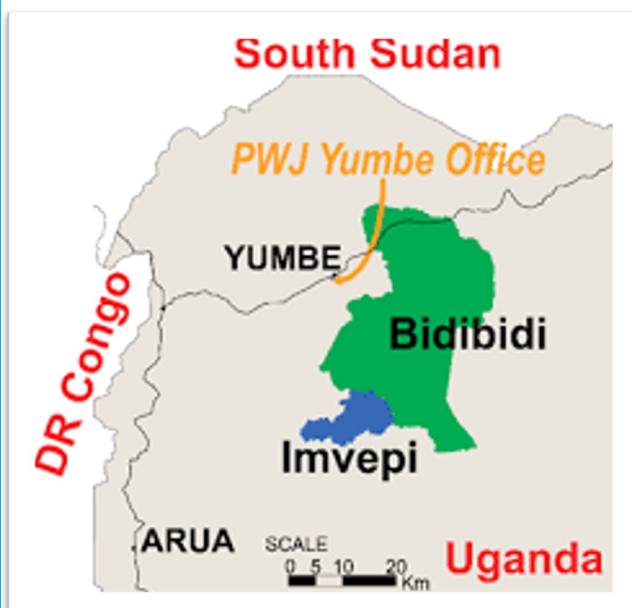 South Sudan
PWJ Yumbe Office
YUMBE
DR Congo
Bidibidi
Imvepi
ARUA
SCALE
0 5 10 20
Km
Uganda